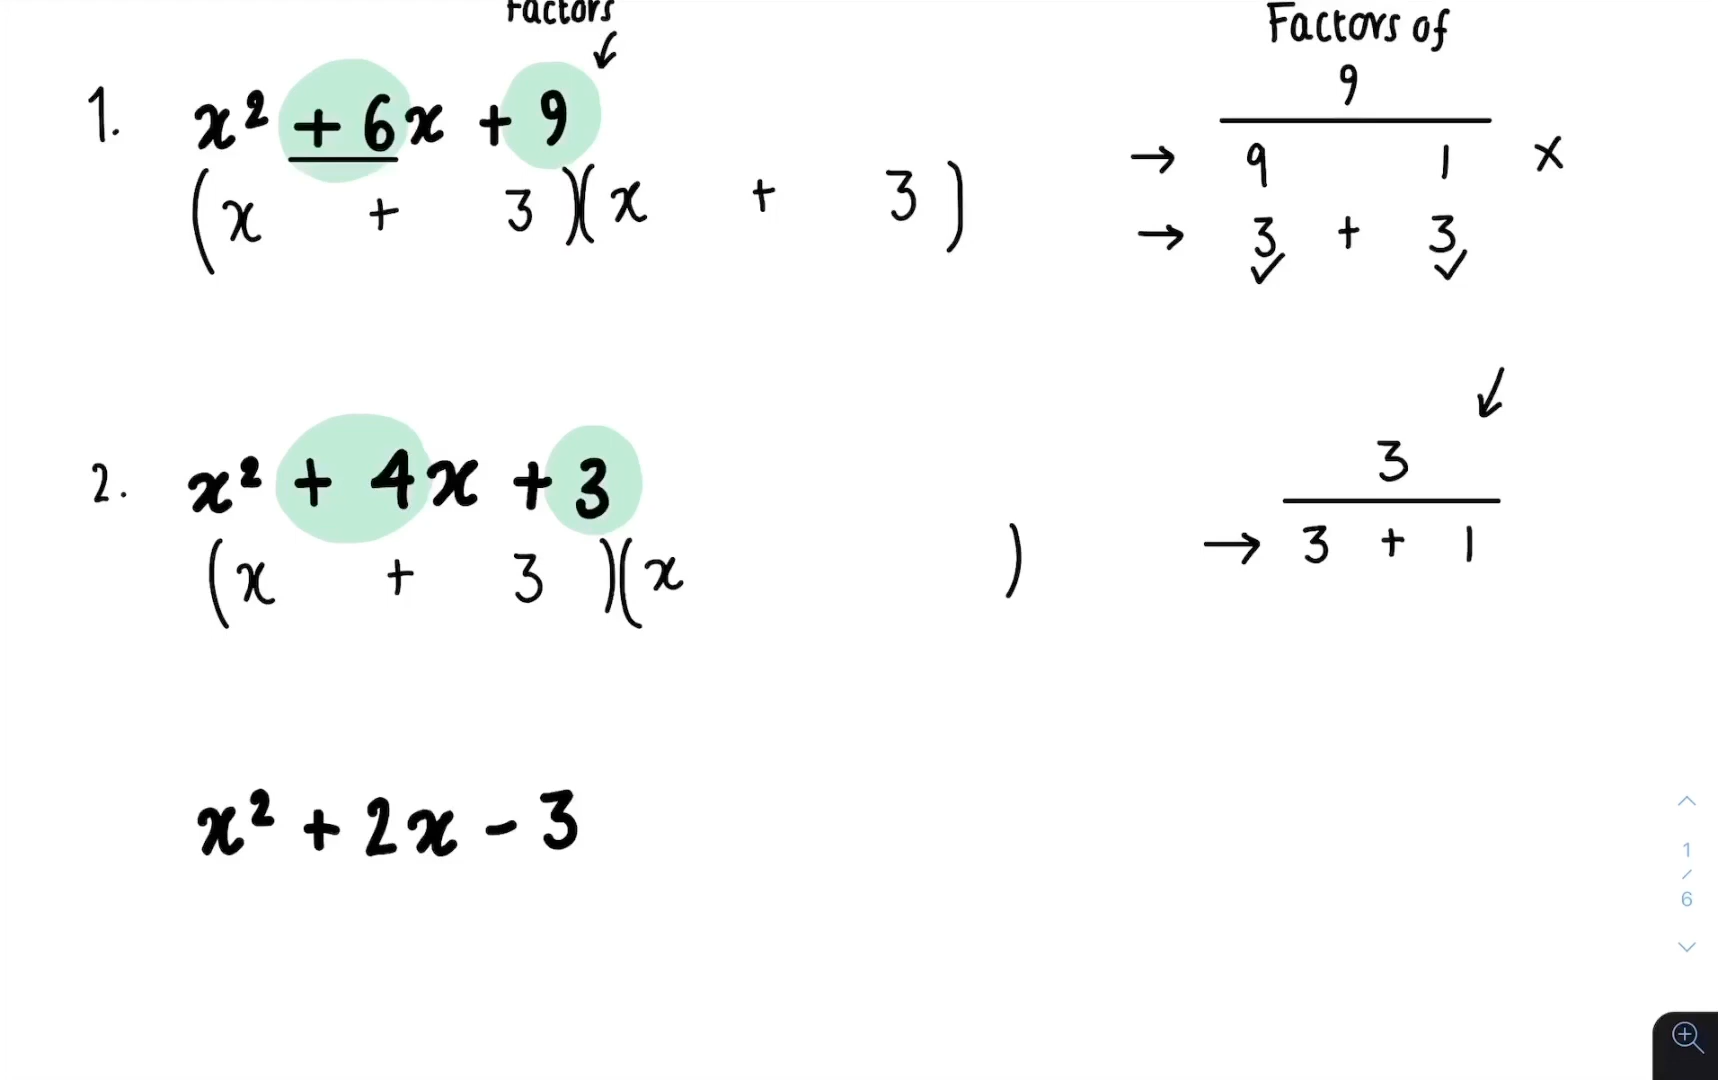 Factors
1. x² + 6x + 9
(x + 3)(x + 3)
Factors of
9
→ 9 1 ×
→ 3 + 3
2. x² + 4x + 3
(x + 3)(x )
3
→ 3 + 1
x² + 2x - 3
1
/
6